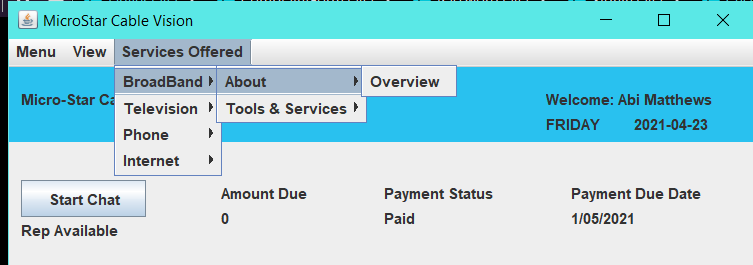 MicroStar Cable Vision
Menu View Services Offered
BroadBand About Overview
Micro-Star Ca Welcome: Abi Matthews
Television Tools & Services
FRIDAY 2021-04-23
Phone
Internet
Start Chat Amount Due Payment Status Payment Due Date
0 Paid 1/05/2021
Rep Available